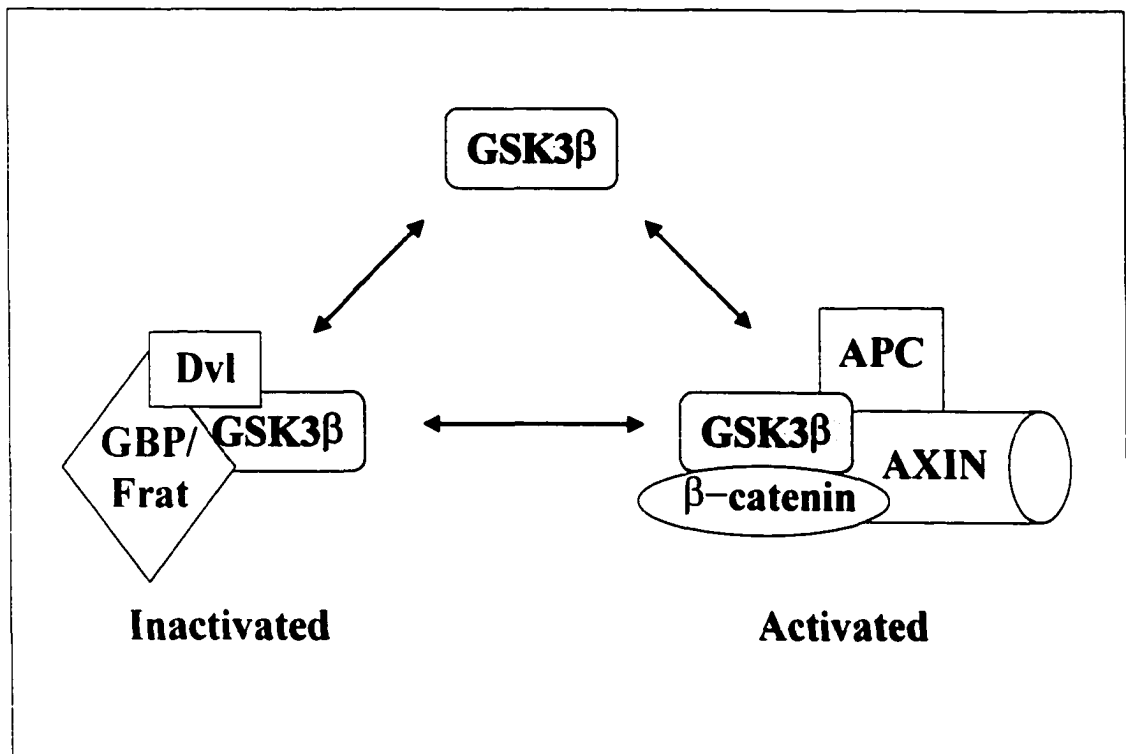 GSK3β
Dvl
GBP/
Frat
GSK3β
Inactivated
APC
GSK3β
AXIN
β−catenin
Activated